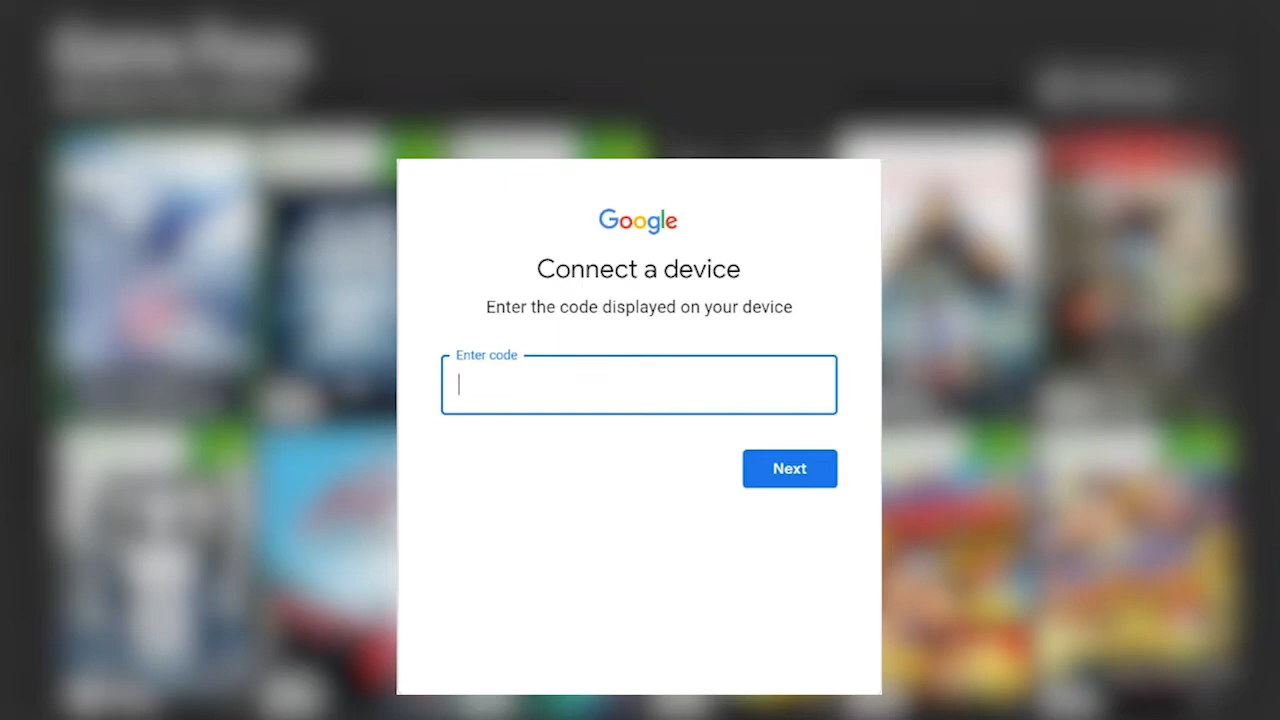 Google
Connect a device
Enter the code displayed on your device
Enter code
Next